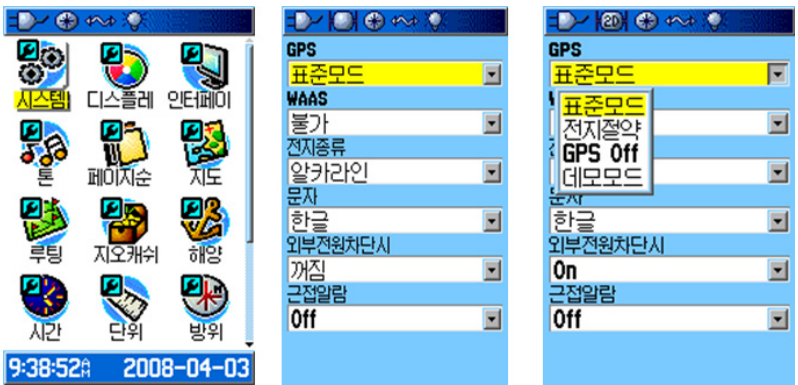 시스템
디스플레
인터페이
톤
페이지순
지도
루팅
지오캐쉬
해양
시간
단위
방위
9:38:52AM 2008-04-03
GPS
표준모드
WAAS
불가
전지종류
알카라인
문자
한글
외부전원차단시
꺼짐
근접알람
Off
2D
GPS
표준모드
표준모드
전지절약
GPS Off
데모모드
한글
외부전원차단시
On
근접알람
Off